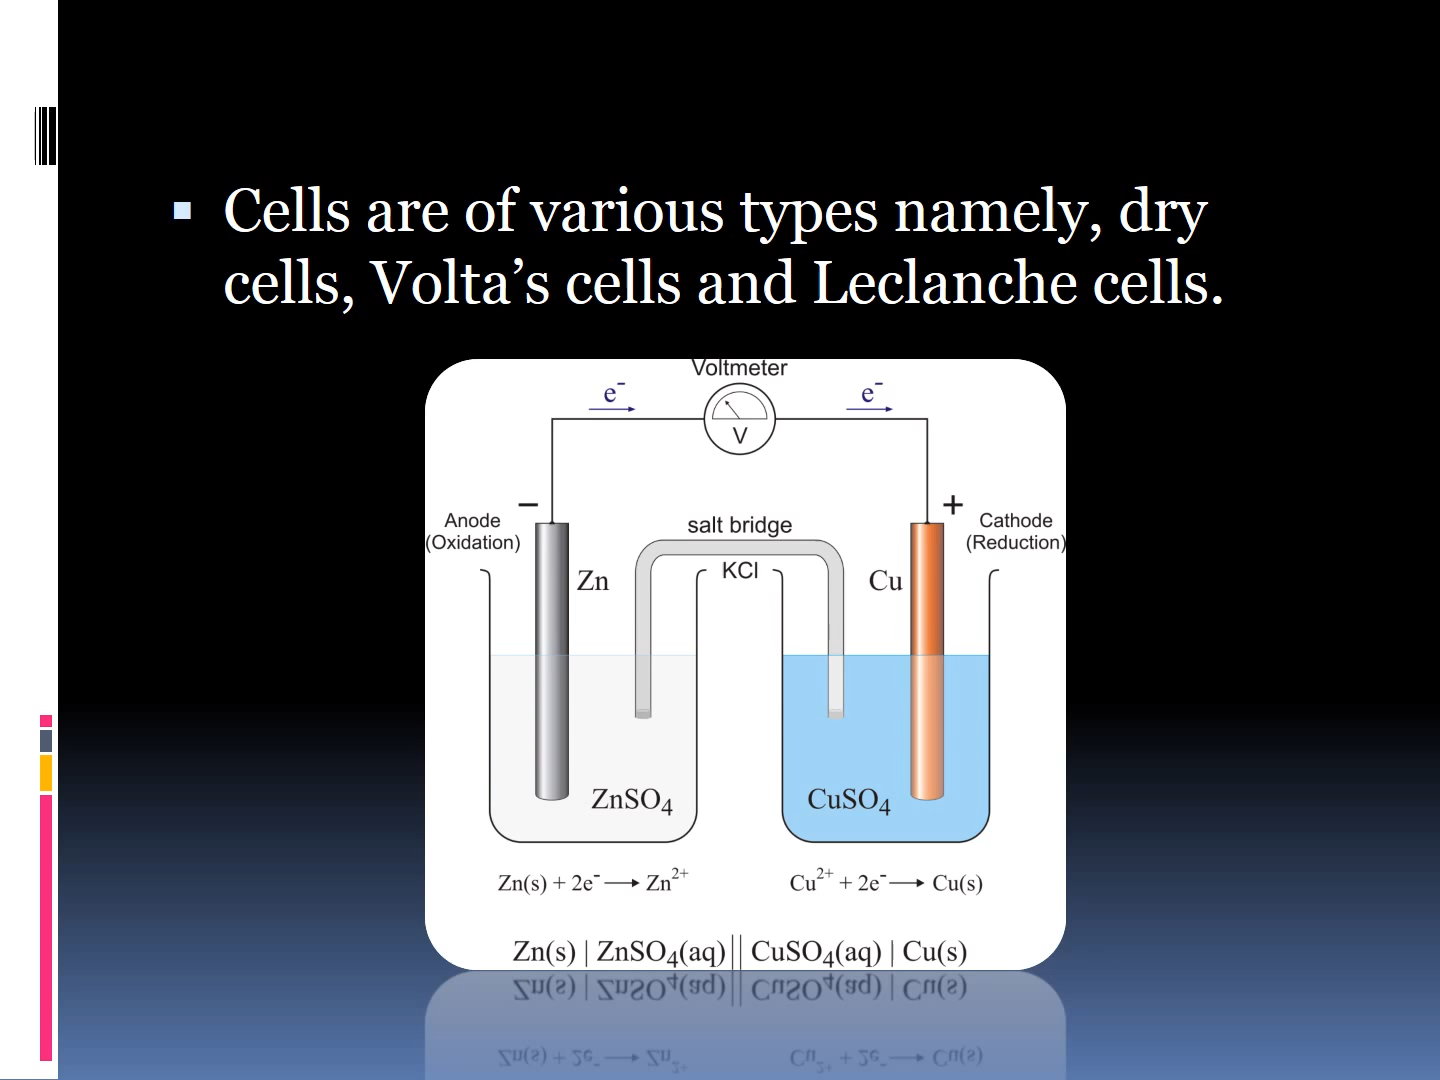 Cells are of various types namely, dry
cells, Volta’s cells and Leclanche cells.
Voltmeter
e⁻ e⁻
V
− +
Anode
(Oxidation)
salt bridge
Cathode
(Reduction)
Zn
KCl
Cu
ZnSO₄
CuSO₄
Zn(s) + 2e⁻ ⟶ Zn²⁺
Cu²⁺ + 2e⁻ ⟶ Cu(s)
Zn(s) | ZnSO₄(aq) || CuSO₄(aq) | Cu(s)